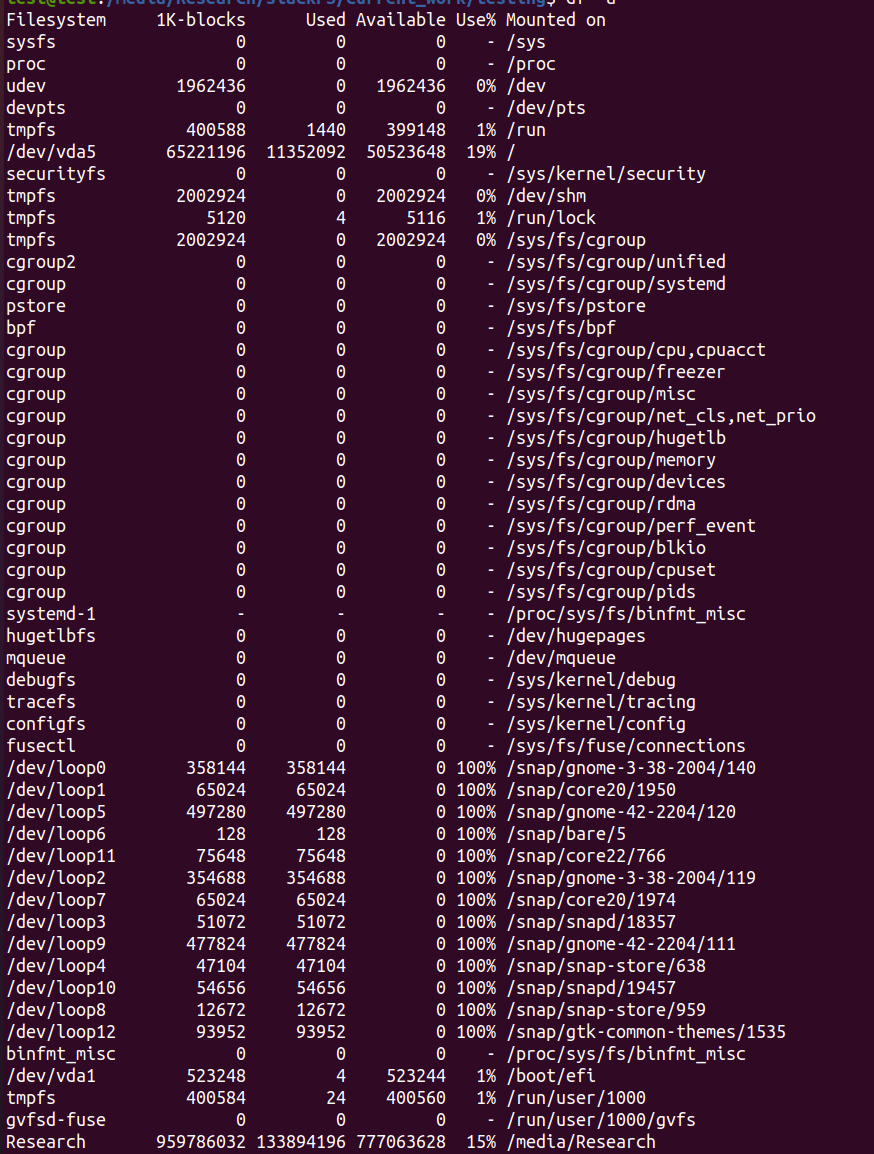 test@test:/media/Research/StackFS/current_work/testing$ df -a
Filesystem 1K-blocks Used Available Use% Mounted on
sysfs 0 0 0 - /sys
proc 0 0 0 - /proc
udev 1962436 0 1962436 0% /dev
devpts 0 0 0 - /dev/pts
tmpfs 400588 1440 399148 1% /run
/dev/vda5 65221196 11352092 50523648 19% /
securityfs 0 0 0 - /sys/kernel/security
tmpfs 2002924 0 2002924 0% /dev/shm
tmpfs 5120 4 5116 1% /run/lock
tmpfs 2002924 0 2002924 0% /sys/fs/cgroup
cgroup2 0 0 0 - /sys/fs/cgroup/unified
cgroup 0 0 0 - /sys/fs/cgroup/systemd
pstore 0 0 0 - /sys/fs/pstore
bpf 0 0 0 - /sys/fs/bpf
cgroup 0 0 0 - /sys/fs/cgroup/cpu,cpuacct
cgroup 0 0 0 - /sys/fs/cgroup/freezer
cgroup 0 0 0 - /sys/fs/cgroup/misc
cgroup 0 0 0 - /sys/fs/cgroup/net_cls,net_prio
cgroup 0 0 0 - /sys/fs/cgroup/hugetlb
cgroup 0 0 0 - /sys/fs/cgroup/memory
cgroup 0 0 0 - /sys/fs/cgroup/devices
cgroup 0 0 0 - /sys/fs/cgroup/rdma
cgroup 0 0 0 - /sys/fs/cgroup/perf_event
cgroup 0 0 0 - /sys/fs/cgroup/blkio
cgroup 0 0 0 - /sys/fs/cgroup/cpuset
cgroup 0 0 0 - /sys/fs/cgroup/pids
systemd-1 - - - - /proc/sys/fs/binfmt_misc
hugetlbfs 0 0 0 - /dev/hugepages
mqueue 0 0 0 - /dev/mqueue
debugfs 0 0 0 - /sys/kernel/debug
tracefs 0 0 0 - /sys/kernel/tracing
configfs 0 0 0 - /sys/kernel/config
fusectl 0 0 0 - /sys/fs/fuse/connections
/dev/loop0 358144 358144 0 100% /snap/gnome-3-38-2004/140
/dev/loop1 65024 65024 0 100% /snap/core20/1950
/dev/loop5 497280 497280 0 100% /snap/gnome-42-2204/120
/dev/loop6 128 128 0 100% /snap/bare/5
/dev/loop11 75648 75648 0 100% /snap/core22/766
/dev/loop2 354688 354688 0 100% /snap/gnome-3-38-2004/119
/dev/loop7 65024 65024 0 100% /snap/core20/1974
/dev/loop3 51072 51072 0 100% /snap/snapd/18357
/dev/loop9 477824 477824 0 100% /snap/gnome-42-2204/111
/dev/loop4 47104 47104 0 100% /snap/snap-store/638
/dev/loop10 54656 54656 0 100% /snap/snapd/19457
/dev/loop8 12672 12672 0 100% /snap/snap-store/959
/dev/loop12 93952 93952 0 100% /snap/gtk-common-themes/1535
binfmt_misc 0 0 0 - /proc/sys/fs/binfmt_misc
/dev/vda1 523248 4 523244 1% /boot/efi
tmpfs 400584 24 400560 1% /run/user/1000
gvfsd-fuse 0 0 0 - /run/user/1000/gvfs
Research 959786032 133894196 777063628 15% /media/Research